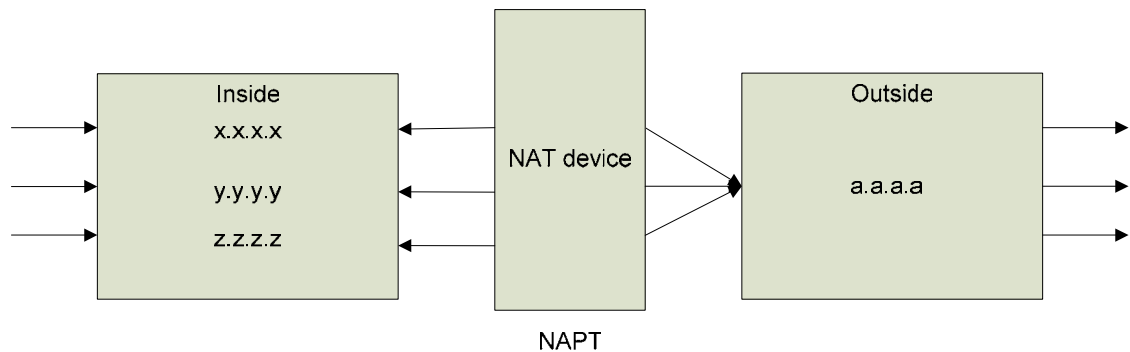 Inside
x.x.x.x
y.y.y.y
z.z.z.z
NAT device
Outside
a.a.a.a
NAPT